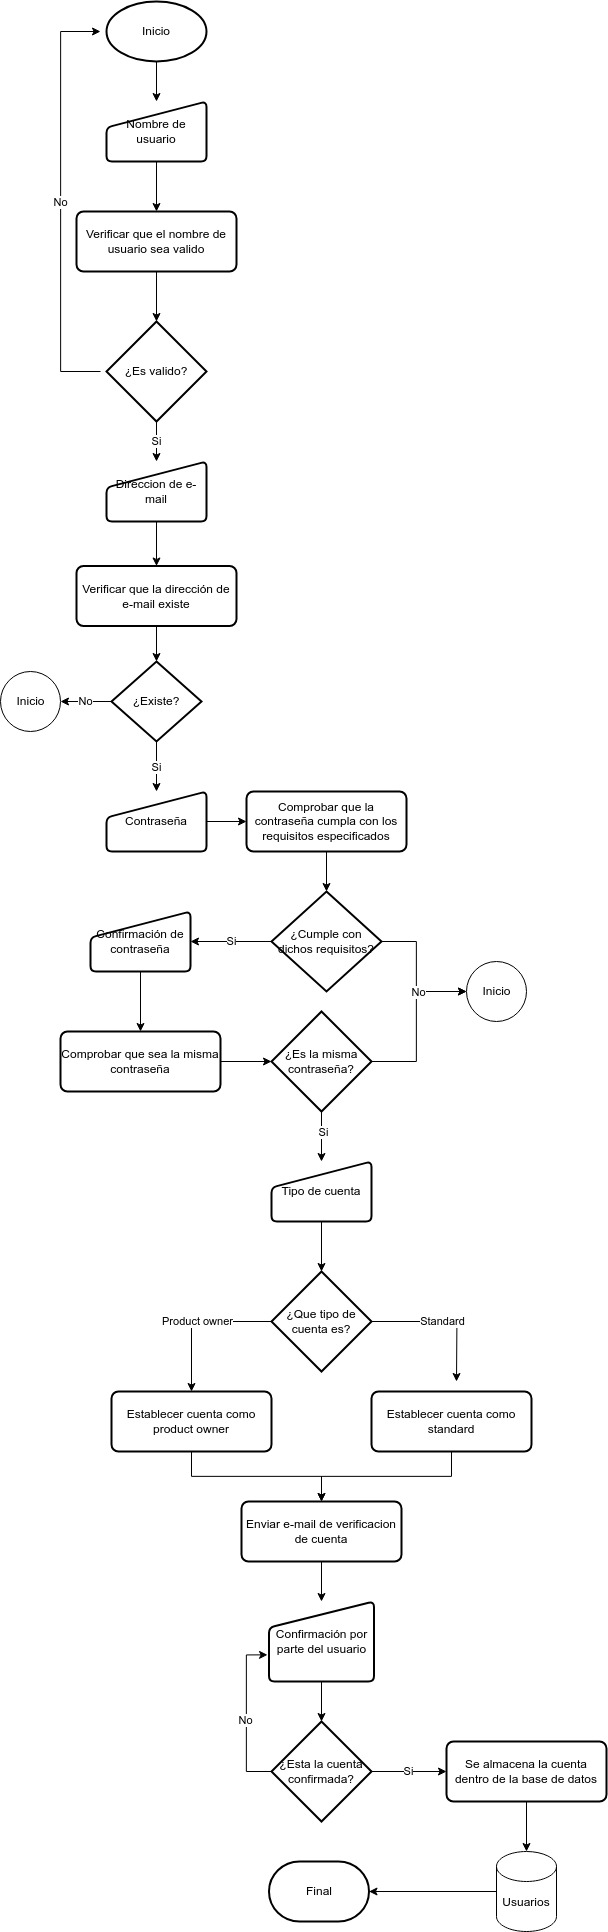 Inicio
Nombre de
usuario
No
Verificar que el nombre de
usuario sea valido
¿Es valido?
Si
Direccion de e-
mail
Verificar que la dirección de
e-mail existe
Inicio
No
¿Existe?
Si
Contraseña
Comprobar que la
contraseña cumpla con los
requisitos especificados
Confirmación de
contraseña
Si
¿Cumple con
dichos requisitos?
No
Inicio
Comprobar que sea la misma
contraseña
¿Es la misma
contraseña?
Si
Tipo de cuenta
Product owner
¿Que tipo de
cuenta es?
Standard
Establecer cuenta como
product owner
Establecer cuenta como
standard
Enviar e-mail de verificacion
de cuenta
Confirmación por
parte del usuario
No
¿Esta la cuenta
confirmada?
Si
Se almacena la cuenta
dentro de la base de datos
Final
Usuarios